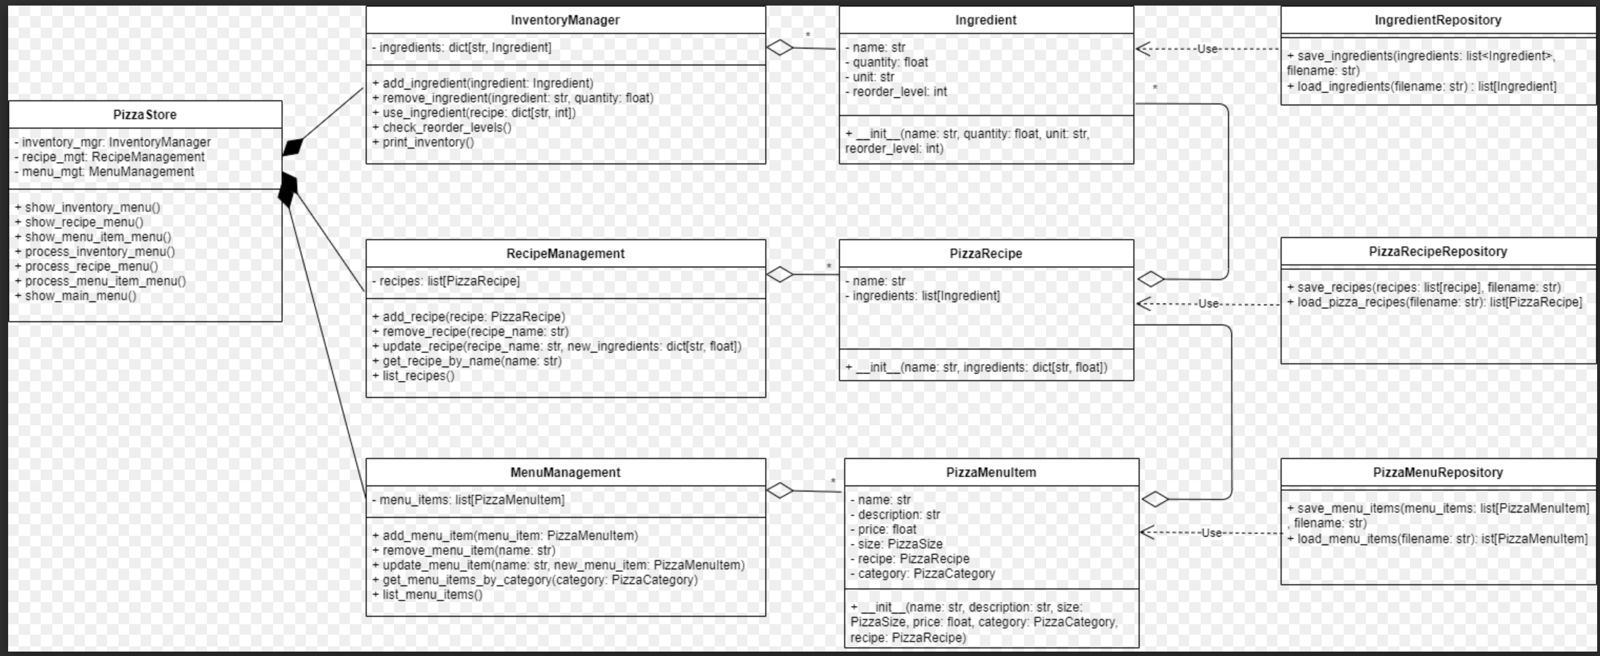 PizzaStore
- inventory_mgr: InventoryManager
- recipe_mgt: RecipeManagement
- menu_mgt: MenuManagement
+ show_inventory_menu()
+ show_recipe_menu()
+ show_menu_item_menu()
+ process_inventory_menu()
+ process_recipe_menu()
+ process_menu_item_menu()
+ show_main_menu()
InventoryManager
- ingredients: dict[str, Ingredient]
+ add_ingredient(ingredient: Ingredient)
+ remove_ingredient(ingredient: str, quantity: float)
+ use_ingredient(recipe: dict[str, int])
+ check_reorder_levels()
+ print_inventory()
*
Ingredient
- name: str
- quantity: float
- unit: str
- reorder_level: int
+ __init__(name: str, quantity: float, unit: str,
reorder_level: int)
Use
*
IngredientRepository
+ save_ingredients(ingredients: list<Ingredient>,
filename: str)
+ load_ingredients(filename: str) : list[Ingredient]
RecipeManagement
- recipes: list[PizzaRecipe]
+ add_recipe(recipe: PizzaRecipe)
+ remove_recipe(recipe_name: str)
+ update_recipe(recipe_name: str, new_ingredients: dict[str, float])
+ get_recipe_by_name(name: str)
+ list_recipes()
*
PizzaRecipe
- name: str
- ingredients: list[Ingredient]
+ __init__(name: str, ingredients: dict[str, float])
Use
PizzaRecipeRepository
+ save_recipes(recipes: list[recipe], filename: str)
+ load_pizza_recipes(filename: str): list[PizzaRecipe]
MenuManagement
- menu_items: list[PizzaMenuItem]
+ add_menu_item(menu_item: PizzaMenuItem)
+ remove_menu_item(name: str)
+ update_menu_item(name: str, new_menu_item: PizzaMenuItem)
+ get_menu_items_by_category(category: PizzaCategory)
+ list_menu_items()
*
PizzaMenuItem
- name: str
- description: str
- price: float
- size: PizzaSize
- recipe: PizzaRecipe
- category: PizzaCategory
+ __init__(name: str, description: str, size:
PizzaSize, price: float, category: PizzaCategory,
recipe: PizzaRecipe)
Use
PizzaMenuRepository
+ save_menu_items(menu_items: list[PizzaMenuItem]
, filename: str)
+ load_menu_items(filename: str): ist[PizzaMenuItem]